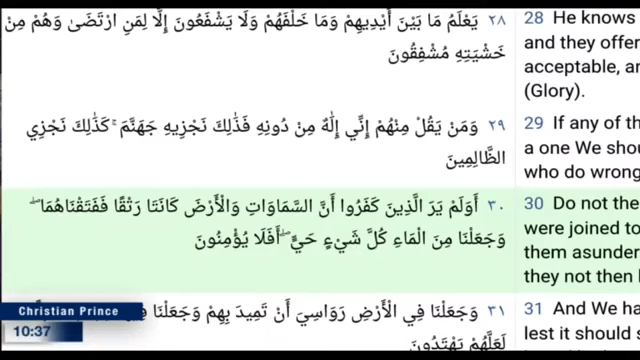 ٢٨ يَعْلَمُ مَا بَيْنَ أَيْدِيهِمْ وَمَا خَلْفَهُمْ وَلَا يَشْفَعُونَ إِلَّا لِمَنِ ارْتَضَىٰ وَهُمْ مِنْ
خَشْيَتِهِ مُشْفِقُونَ
28 He knows
and they offer
acceptable, an
(Glory).
٢٩ وَمَنْ يَقُلْ مِنْهُمْ إِنِّي إِلَٰهٌ مِنْ دُونِهِ فَذَٰلِكَ نَجْزِيهِ جَهَنَّمَ ۚ كَذَٰلِكَ نَجْزِي
الظَّالِمِينَ
29 If any of th
a one We shou
who do wrong
٣٠ أَوَلَمْ يَرَ الَّذِينَ كَفَرُوا أَنَّ السَّمَاوَاتِ وَالْأَرْضَ كَانَتَا رَتْقًا فَفَتَقْنَاهُمَا ۖ
وَجَعَلْنَا مِنَ الْمَاءِ كُلَّ شَيْءٍ حَيٍّ ۖ أَفَلَا يُؤْمِنُونَ
30 Do not the
were joined to
them asunder
they not then
٣١ وَجَعَلْنَا فِي الْأَرْضِ رَوَاسِيَ أَنْ تَمِيدَ بِهِمْ وَجَعَلْنَا
لَعَلَّهُمْ يَهْتَدُونَ
31 And We ha
lest it should s
Christian Prince
10:37